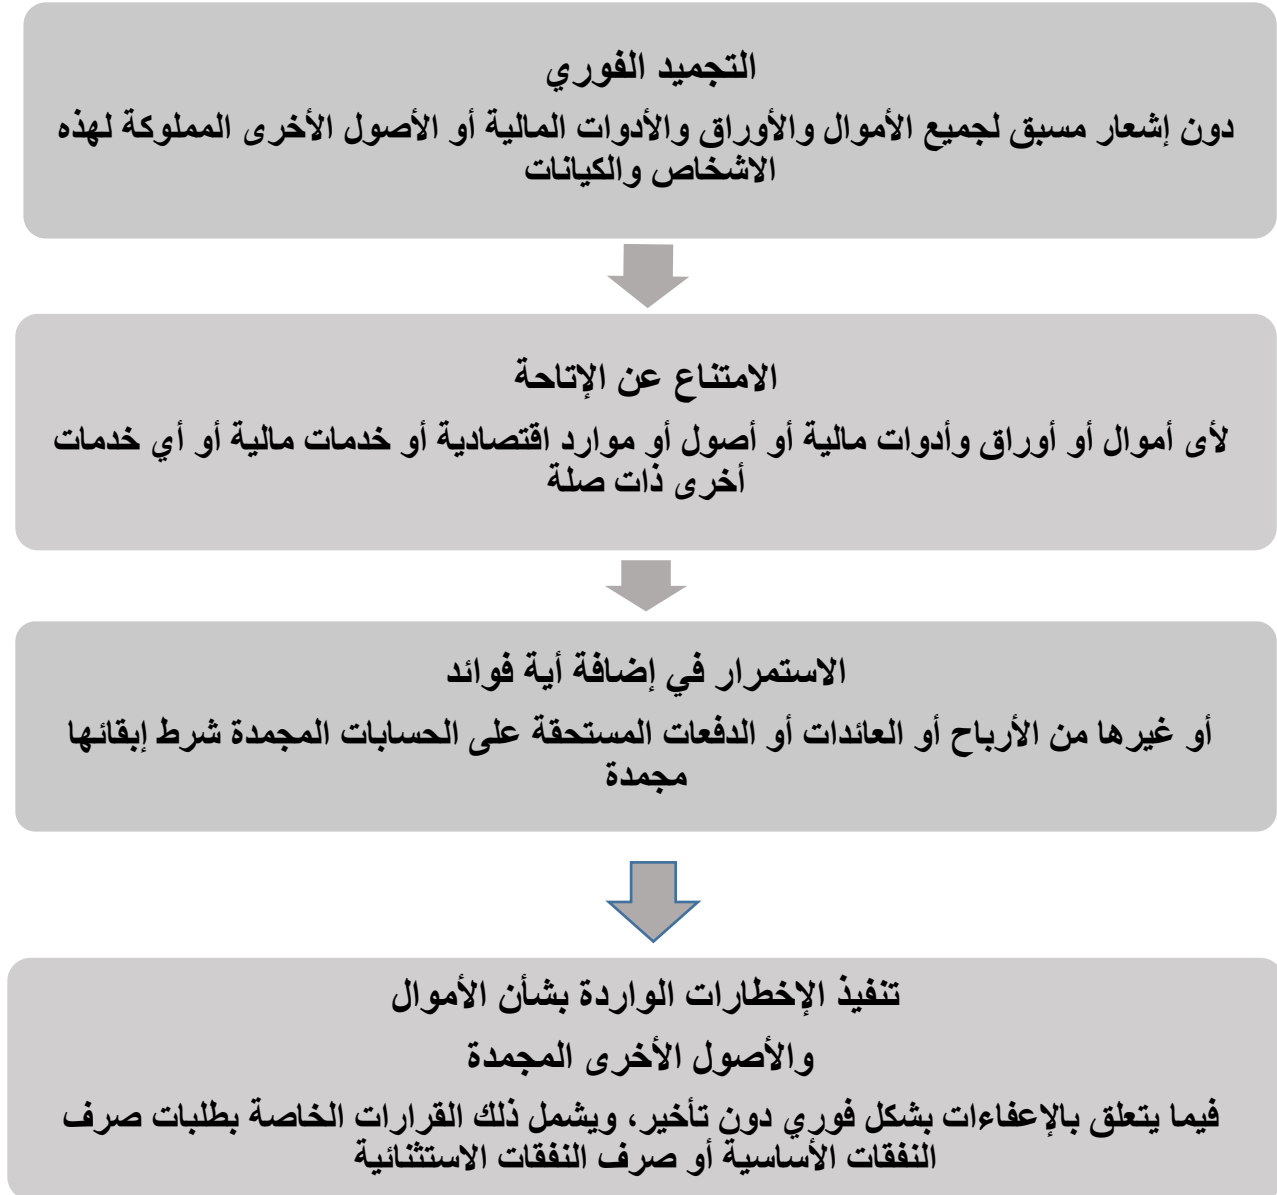 التجميد الفوري
دون إشعار مسبق لجميع الأموال والأوراق والأدوات المالية أو الأصول الأخرى المملوكة لهذه
الاشخاص والكيانات
الامتناع عن الإتاحة
لأى أموال أو أوراق وأدوات مالية أو أصول أو موارد اقتصادية أو خدمات مالية أو أي خدمات
أخرى ذات صلة
الاستمرار في إضافة أية فوائد
أو غيرها من الأرباح أو العائدات أو الدفعات المستحقة على الحسابات المجمدة شرط إبقائها
مجمدة
تنفيذ الإخطارات الواردة بشأن الأموال
والأصول الأخرى المجمدة
فيما يتعلق بالإعفاءات بشكل فوري دون تأخير، ويشمل ذلك القرارات الخاصة بطلبات صرف
النفقات الأساسية أو صرف النفقات الاستثنائية